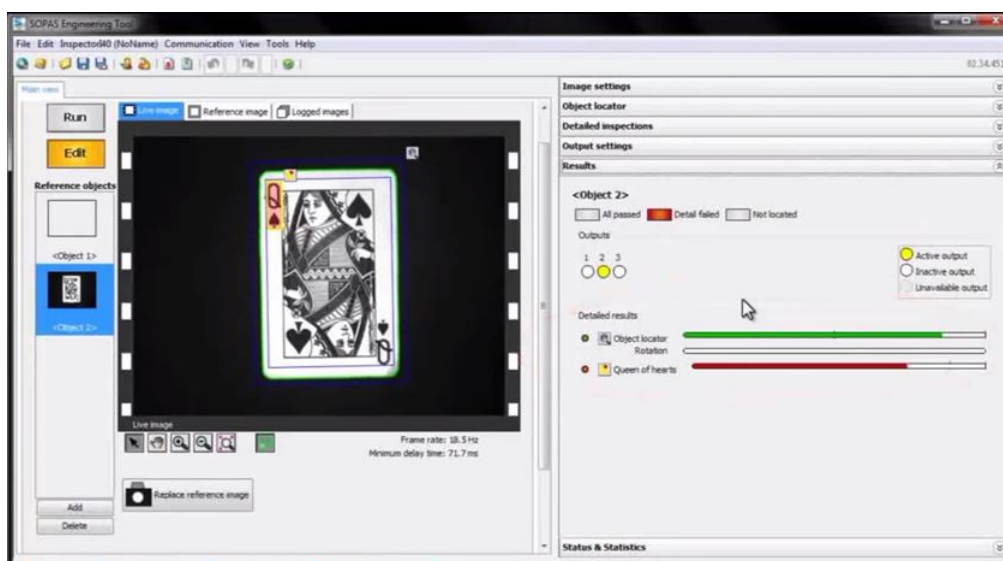 SOPAS Engineering Tool
File Edit InspectorI40 (NoName) Communication View Tools Help
Main view
Run
Edit
Reference objects
<Object 1>
<Object 2>
Add
Delete
Live image
Reference image
Logged images
Q
Q
Live image
Frame rate: 18.5 Hz
Minimum delay time: 71.7 ms
Replace reference image
Image settings
Object locator
Detailed inspections
Output settings
Results
<Object 2>
All passed
Detail failed
Not located
Outputs
1 2 3
Active output
Inactive output
Unavailable output
Detailed results
Object locator
Rotation
Queen of hearts
Status & Statistics